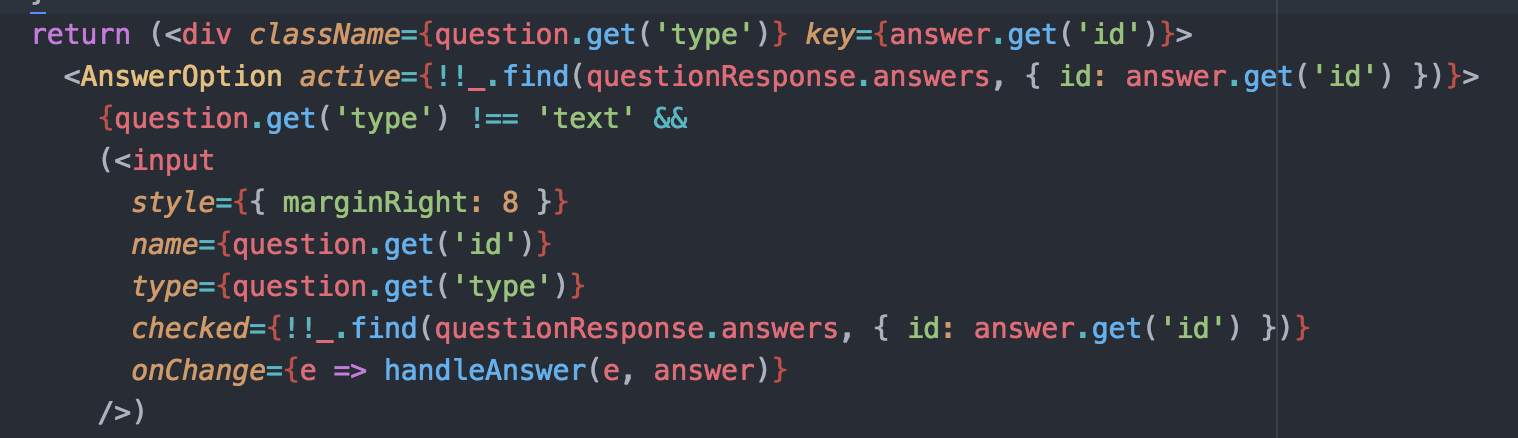 }
return (<div className={question.get('type')} key={answer.get('id')}>
<AnswerOption active={!!_.find(questionResponse.answers, { id: answer.get('id') })}>
{question.get('type') !== 'text' &&
(<input
style={{ marginRight: 8 }}
name={question.get('id')}
type={question.get('type')}
checked={!!_.find(questionResponse.answers, { id: answer.get('id') })}
onChange={e => handleAnswer(e, answer)}
/>)